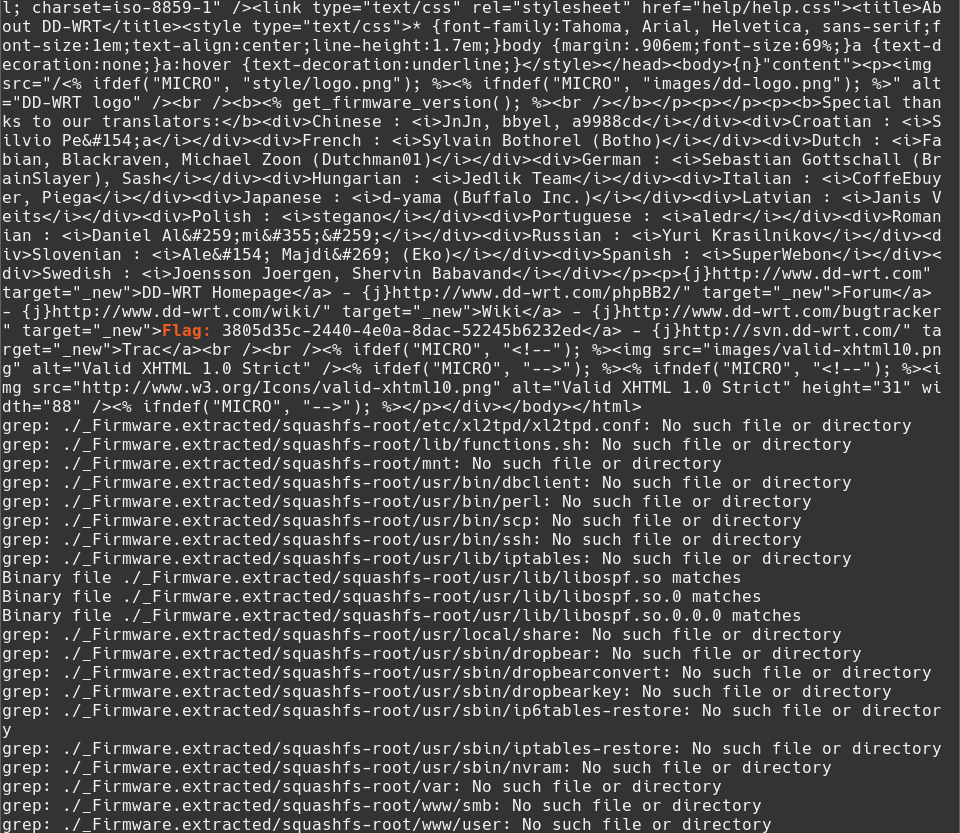 l; charset=iso-8859-1" /><link type="text/css" rel="stylesheet" href="help/help.css"><title>Ab
out DD-WRT</title><style type="text/css">* {font-family:Tahoma, Arial, Helvetica, sans-serif;f
ont-size:1em;text-align:center;line-height:1.7em;}body {margin:.906em;font-size:69%;}a {text-d
ecoration:none;}a:hover {text-decoration:underline;}</style></head><body>{n}"content"><p><img 
src="/<% ifdef("MICRO", "style/logo.png"); %><% ifndef("MICRO", "images/dd-logo.png"); %>" alt
="DD-WRT logo" /><br /><b><% get_firmware_version(); %><br /></b></p><p></p><p><b>Special than
ks to our translators:</b><div>Chinese : <i>JnJn, bbyel, a9988cd</i></div><div>Croatian : <i>S
ilvio Pe&#154;a</i></div><div>French : <i>Sylvain Bothorel (Botho)</i></div><div>Dutch : <i>Fa
bian, Blackraven, Michael Zoon (Dutchman01)</i></div><div>German : <i>Sebastian Gottschall (Br
ainSlayer), Sash</i></div><div>Hungarian : <i>Jedlik Team</i></div><div>Italian : <i>CoffeEbuy
er, Piega</i></div><div>Japanese : <i>d-yama (Buffalo Inc.)</i></div><div>Latvian : <i>Janis V
eits</i></div><div>Polish : <i>stegano</i></div><div>Portuguese : <i>aledr</i></div><div>Roman
ian : <i>Daniel Al&#259;mi&#355;&#259;</i></div><div>Russian : <i>Yuri Krasilnikov</i></div><d
iv>Slovenian : <i>Ale&#154; Majdi&#269; (Eko)</i></div><div>Spanish : <i>SuperWebon</i></div><
div>Swedish : <i>Joensson Joergen, Shervin Babavand</i></div></p><p>{j}http://www.dd-wrt.com" 
target="_new">DD-WRT Homepage</a> - {j}http://www.dd-wrt.com/phpBB2/" target="_new">Forum</a> 
- {j}http://www.dd-wrt.com/wiki/" target="_new">Wiki</a> - {j}http://www.dd-wrt.com/bugtracker
" target="_new">Flag: 3805d35c-2440-4e0a-8dac-52245b6232ed</a> - {j}http://svn.dd-wrt.com/" ta
rget="_new">Trac</a><br /><br /><% ifdef("MICRO", "<!--"); %><img src="images/valid-xhtml10.pn
g" alt="Valid XHTML 1.0 Strict" /><% ifdef("MICRO", "-->"); %><% ifndef("MICRO", "<!--"); %><i
mg src="http://www.w3.org/Icons/valid-xhtml10.png" alt="Valid XHTML 1.0 Strict" height="31" wi
dth="88" /><% ifndef("MICRO", "-->"); %></p></div></body></html>
grep: ./_Firmware.extracted/squashfs-root/etc/xl2tpd/xl2tpd.conf: No such file or directory
grep: ./_Firmware.extracted/squashfs-root/lib/functions.sh: No such file or directory
grep: ./_Firmware.extracted/squashfs-root/mnt: No such file or directory
grep: ./_Firmware.extracted/squashfs-root/usr/bin/dbclient: No such file or directory
grep: ./_Firmware.extracted/squashfs-root/usr/bin/perl: No such file or directory
grep: ./_Firmware.extracted/squashfs-root/usr/bin/scp: No such file or directory
grep: ./_Firmware.extracted/squashfs-root/usr/bin/ssh: No such file or directory
grep: ./_Firmware.extracted/squashfs-root/usr/lib/iptables: No such file or directory
Binary file ./_Firmware.extracted/squashfs-root/usr/lib/libospf.so matches
Binary file ./_Firmware.extracted/squashfs-root/usr/lib/libospf.so.0 matches
Binary file ./_Firmware.extracted/squashfs-root/usr/lib/libospf.so.0.0.0 matches
grep: ./_Firmware.extracted/squashfs-root/usr/local/share: No such file or directory
grep: ./_Firmware.extracted/squashfs-root/usr/sbin/dropbear: No such file or directory
grep: ./_Firmware.extracted/squashfs-root/usr/sbin/dropbearconvert: No such file or directory
grep: ./_Firmware.extracted/squashfs-root/usr/sbin/dropbearkey: No such file or directory
grep: ./_Firmware.extracted/squashfs-root/usr/sbin/ip6tables-restore: No such file or director
y
grep: ./_Firmware.extracted/squashfs-root/usr/sbin/iptables-restore: No such file or directory
grep: ./_Firmware.extracted/squashfs-root/usr/sbin/nvram: No such file or directory
grep: ./_Firmware.extracted/squashfs-root/var: No such file or directory
grep: ./_Firmware.extracted/squashfs-root/www/smb: No such file or directory
grep: ./_Firmware.extracted/squashfs-root/www/user: No such file or directory